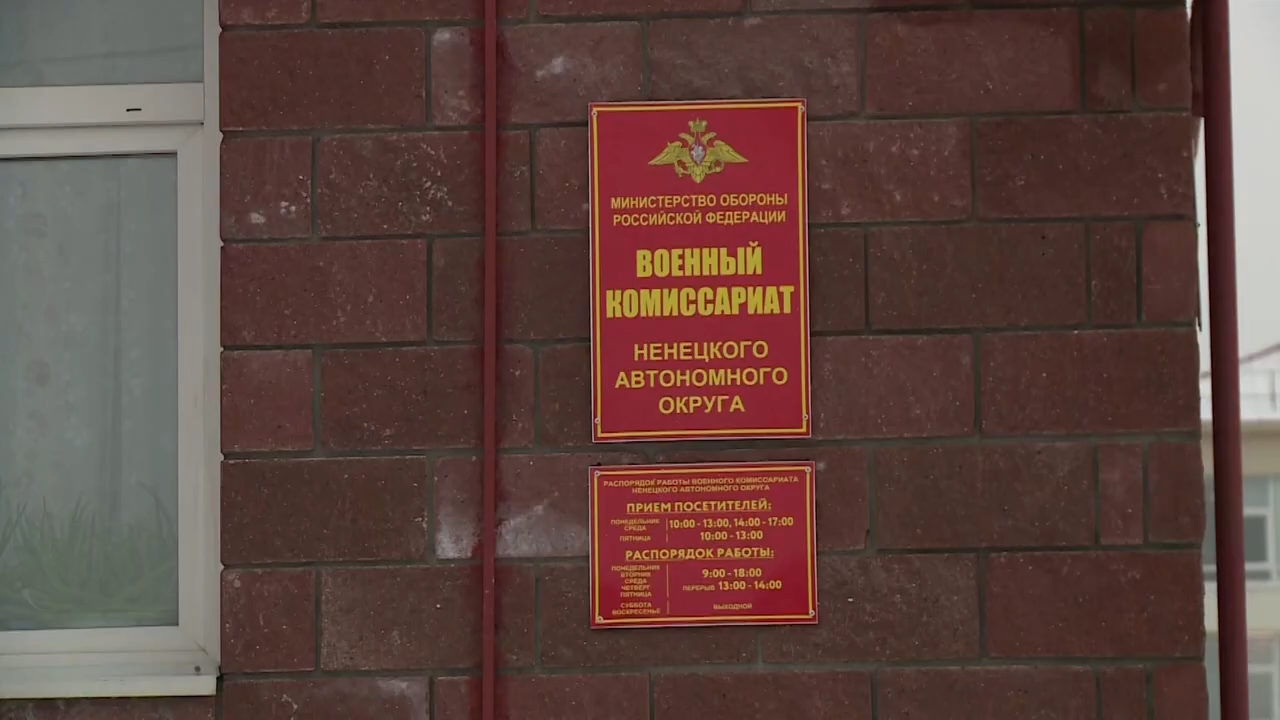 МИНИСТЕРСТВО ОБОРОНЫ
РОССИЙСКОЙ ФЕДЕРАЦИИ
ВОЕННЫЙ
КОМИССАРИАТ
НЕНЕЦКОГО
АВТОНОМНОГО
ОКРУГА
РАСПОРЯДОК РАБОТЫ ВОЕННОГО КОМИССАРИАТА
НЕНЕЦКОГО АВТОНОМНОГО ОКРУГА
ПРИЕМ ПОСЕТИТЕЛЕЙ:
ПОНЕДЕЛЬНИК
СРЕДА
10:00 - 13:00, 14:00 - 17:00
ПЯТНИЦА 10:00 - 13:00
РАСПОРЯДОК РАБОТЫ:
ПОНЕДЕЛЬНИК
ВТОРНИК
СРЕДА
ЧЕТВЕРГ
ПЯТНИЦА
9:00 - 18:00
ПЕРЕРЫВ 13:00 - 14:00
СУББОТА
ВОСКРЕСЕНЬЕ
ВЫХОДНОЙ